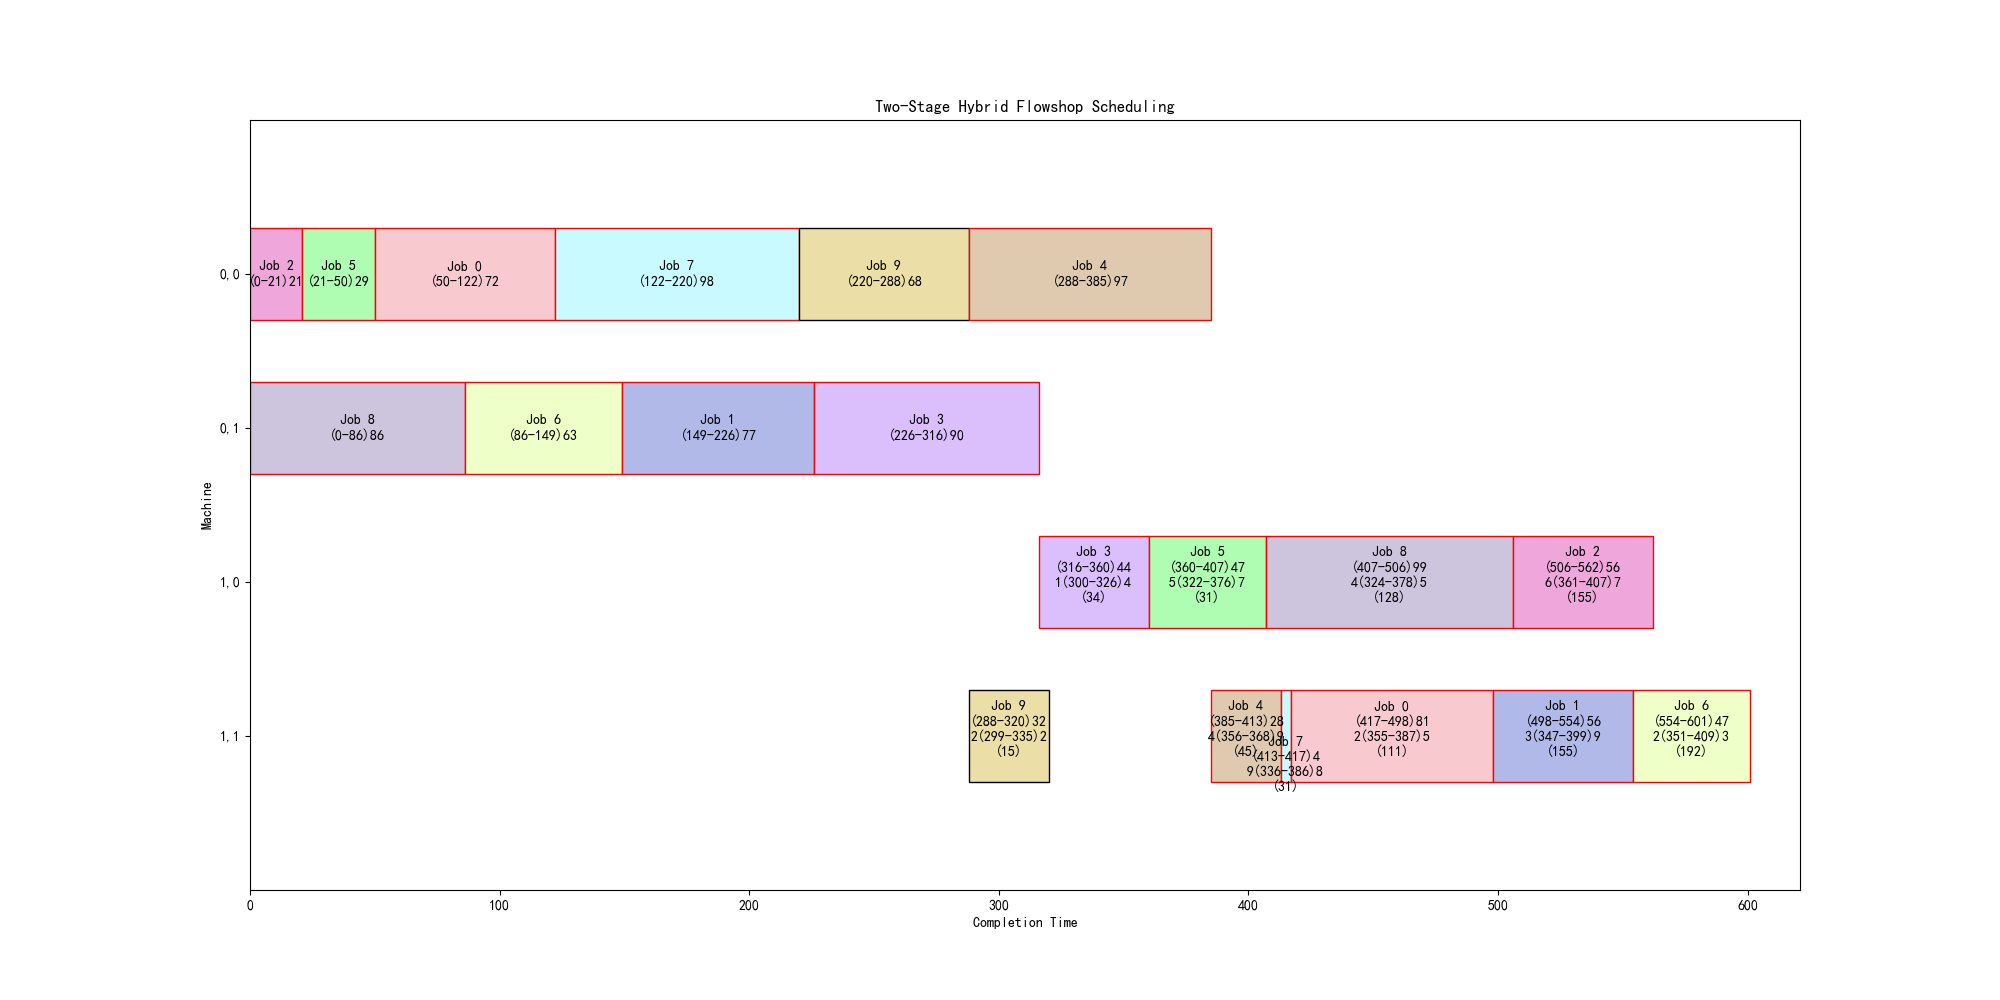 Two-Stage Hybrid Flowshop Scheduling
Machine
0,0
Job 2
(0-21)21
Job 5
(21-50)29
Job 0
(50-122)72
Job 7
(122-220)98
Job 9
(220-288)68
Job 4
(288-385)97
0,1
Job 8
(0-86)86
Job 6
(86-149)63
Job 1
(149-226)77
Job 3
(226-316)90
1,0
Job 3
(316-360)44
1(300-326)4
(34)
Job 5
(360-407)47
5(322-376)7
(31)
Job 8
(407-506)99
4(324-378)5
(128)
Job 2
(506-562)56
6(361-407)7
(155)
1,1
Job 9
(288-320)32
2(299-335)2
(15)
Job 4
(385-413)28
4(356-368)9
(45)
Job 7
(413-417)4
9(336-386)8
(31)
Job 0
(417-498)81
2(355-387)5
(111)
Job 1
(498-554)56
3(347-399)9
(155)
Job 6
(554-601)47
2(351-409)3
(192)
0
100
200
300
400
500
600
Completion Time